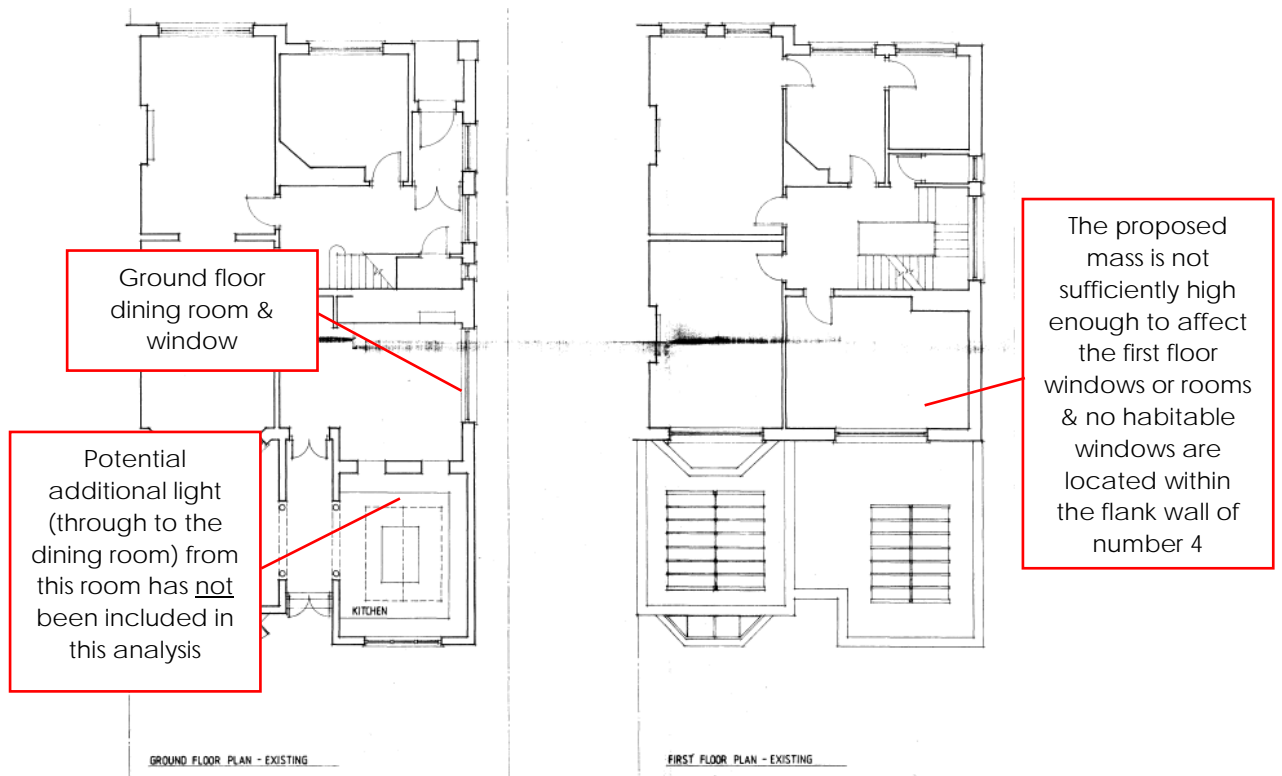 Ground floor
dining room &
window
Potential
additional light
(through to the
dining room) from
this room has not
been included in
this analysis
KITCHEN
GROUND FLOOR PLAN - EXISTING
The proposed
mass is not
sufficiently high
enough to affect
the first floor
windows or rooms
& no habitable
windows are
located within
the flank wall of
number 4
FIRST FLOOR PLAN - EXISTING